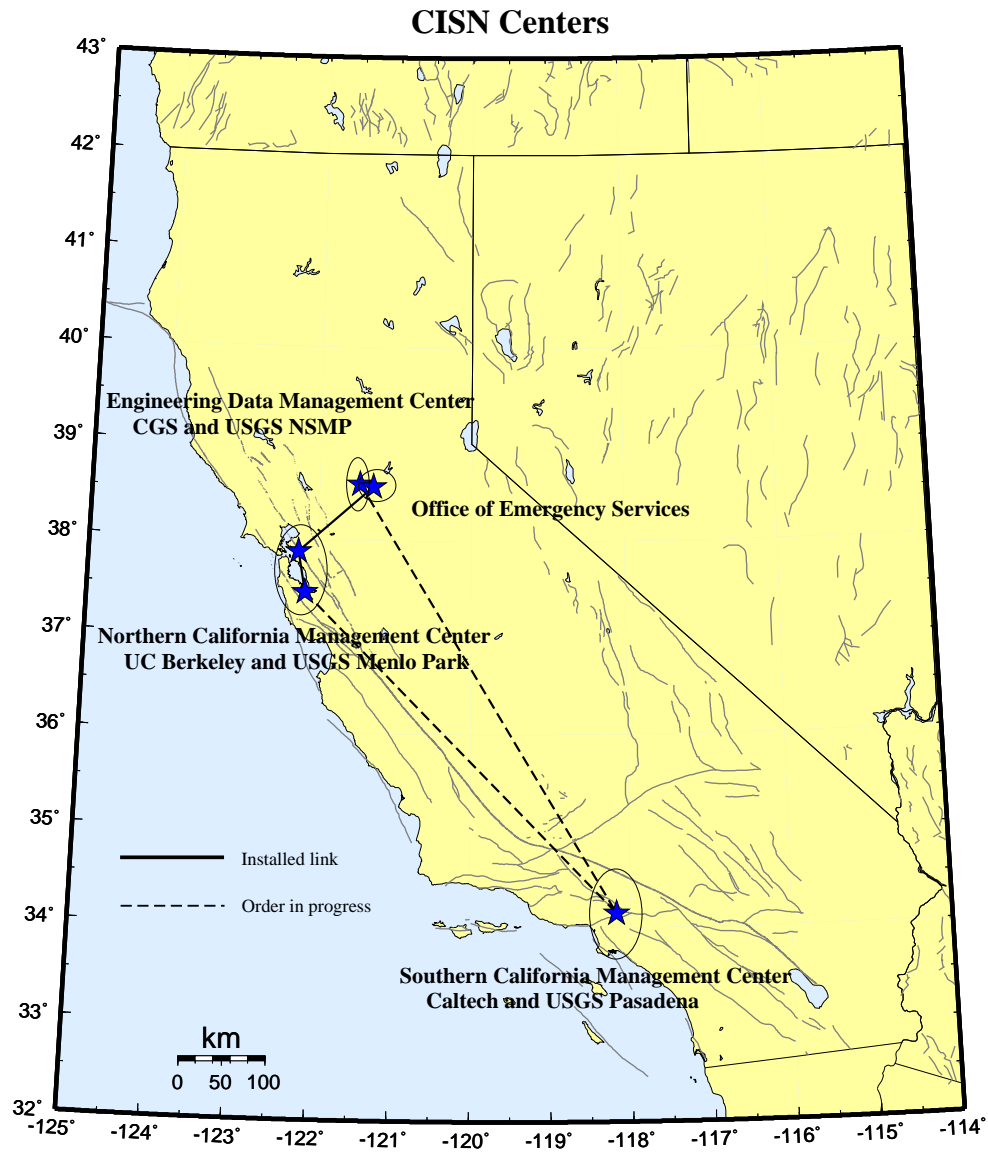 CISN Centers
43°
42°
41°
40°
Engineering Data Management Center
CGS and USGS NSMP
39°
Office of Emergency Services
38°
37°
Northern California Management Center
UC Berkeley and USGS Menlo Park
36°
35°
Installed link
Order in progress
34°
Southern California Management Center
Caltech and USGS Pasadena
33°
km
0 50 100
32°
-125° -124° -123° -122° -121° -120° -119° -118° -117° -116° -115° -114°